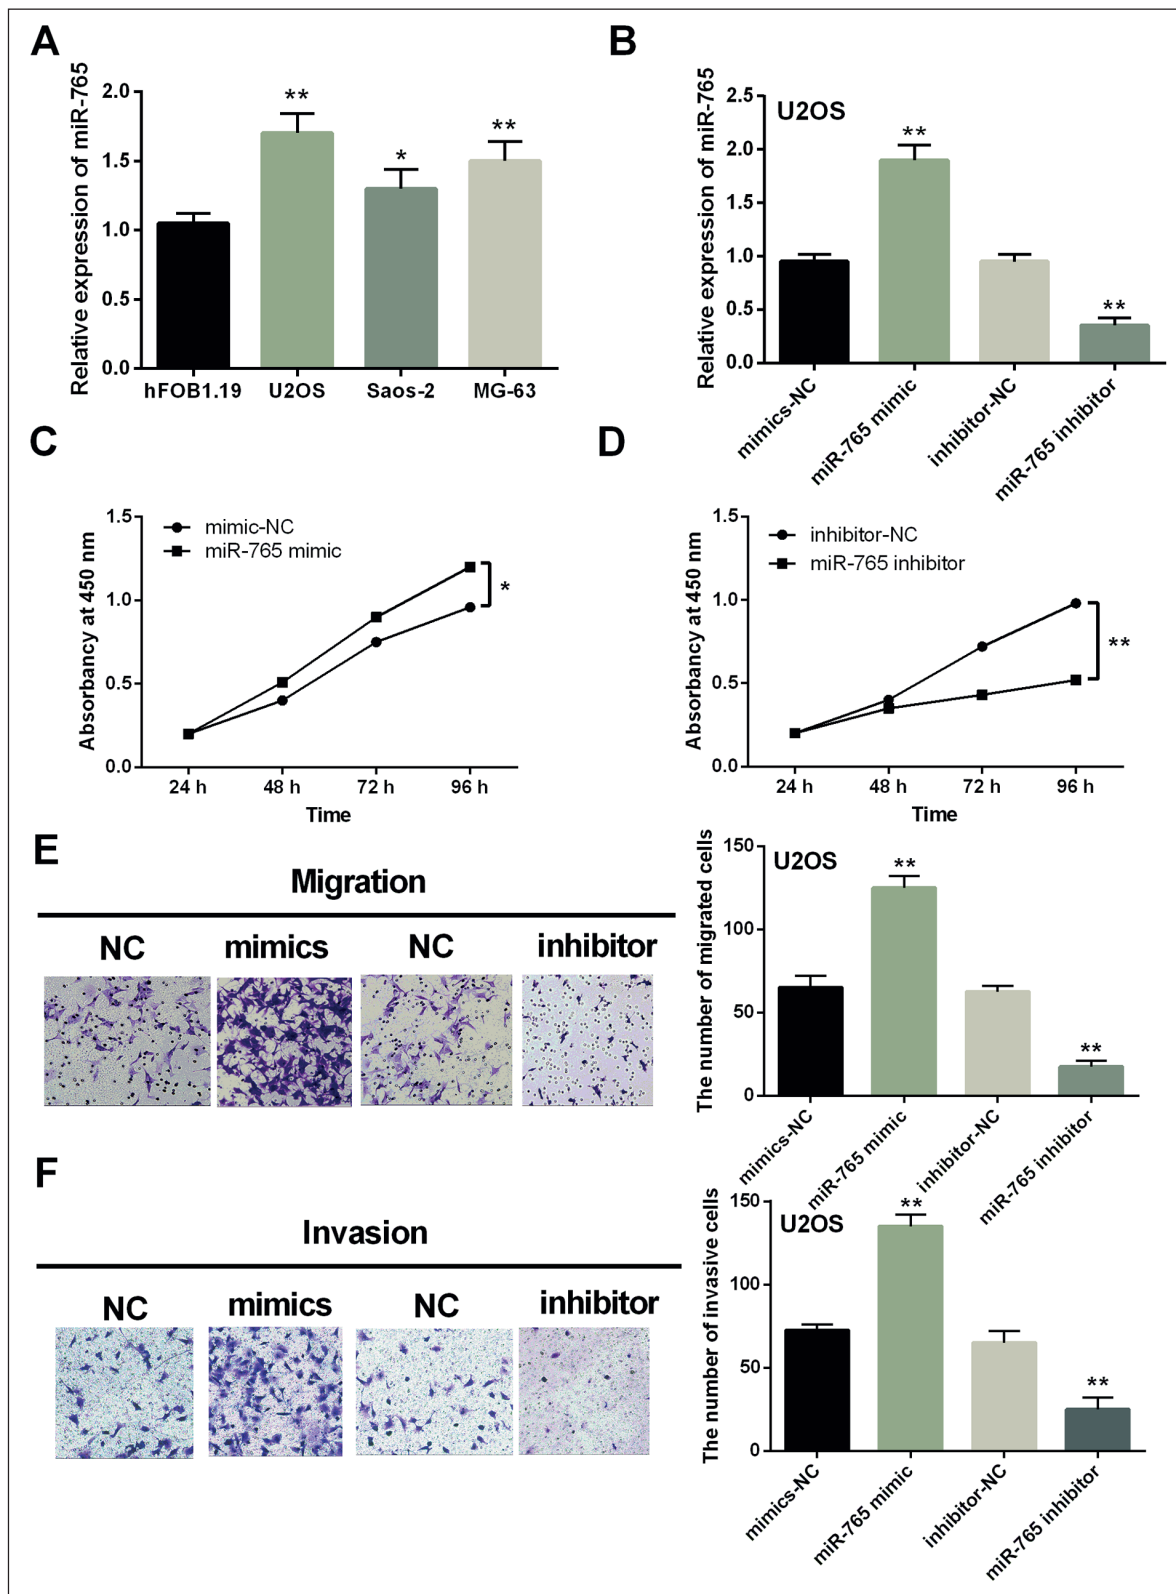 A
Relative expression of miR-765
2.0
1.5
1.0
0.5
0.0
**
*
**
hFOB1.19 U2OS Saos-2 MG-63
B
Relative expression of miR-765
2.5
2.0
1.5
1.0
0.5
0.0
U2OS
**
**
mimics-NC
miR-765 mimic
inhibitor-NC
miR-765 inhibitor
C
Absorbancy at 450 nm
1.5
1.0
0.5
0.0
mimic-NC
miR-765 mimic
*
24 h 48 h 72 h 96 h
Time
D
Absorbancy at 450 nm
1.5
1.0
0.5
0.0
inhibitor-NC
miR-765 inhibitor
**
24 h 48 h 72 h 96 h
Time
E
Migration
NC mimics NC inhibitor
The number of migrated cells
150
100
50
0
U2OS
**
**
mimics-NC
miR-765 mimic
inhibitor-NC
miR-765 inhibitor
F
Invasion
NC mimics NC inhibitor
The number of invasive cells
150
100
50
0
U2OS
**
**
mimics-NC
miR-765 mimic
inhibitor-NC
miR-765 inhibitor